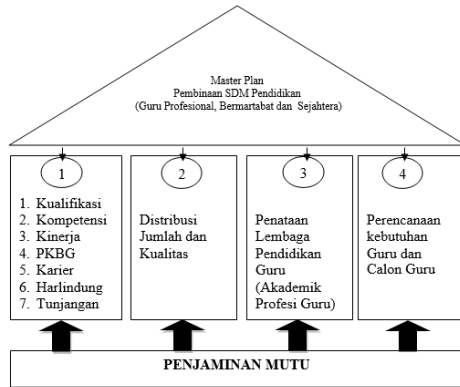 Master Plan
Pembinaan SDM Pendidikan
(Guru Profesional, Bermartabat dan Sejahtera)
1
1. Kualifikasi
2. Kompetensi
3. Kinerja
4. PKBG
5. Karier
6. Harlindung
7. Tunjangan
2
Distribusi
Jumlah dan
Kualitas
3
Penataan
Lembaga
Pendidikan
Guru
(Akademik
Profesi Guru)
4
Perencanaan
kebutuhan
Guru dan
Calon Guru
PENJAMINAN MUTU